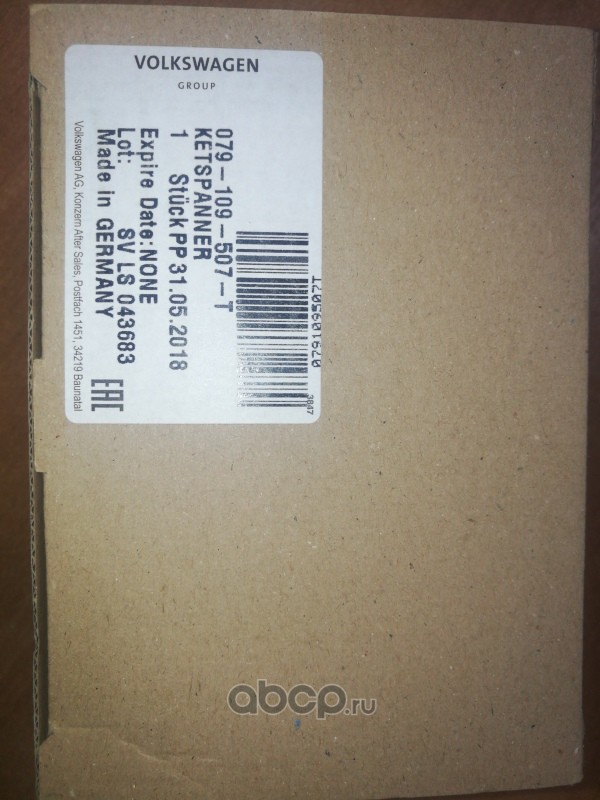 VOLKSWAGEN
GROUP
079-109-507-T
KETSPANNER
1 Stück PP 31.05.2018
Expire Date:NONE
Lot: SV LS 043683
Made in GERMANY
EAC
Volkswagen AG, Konzern After Sales, Postfach 1451, 34219 Baunatal
079109507T
3847
abcp.ru